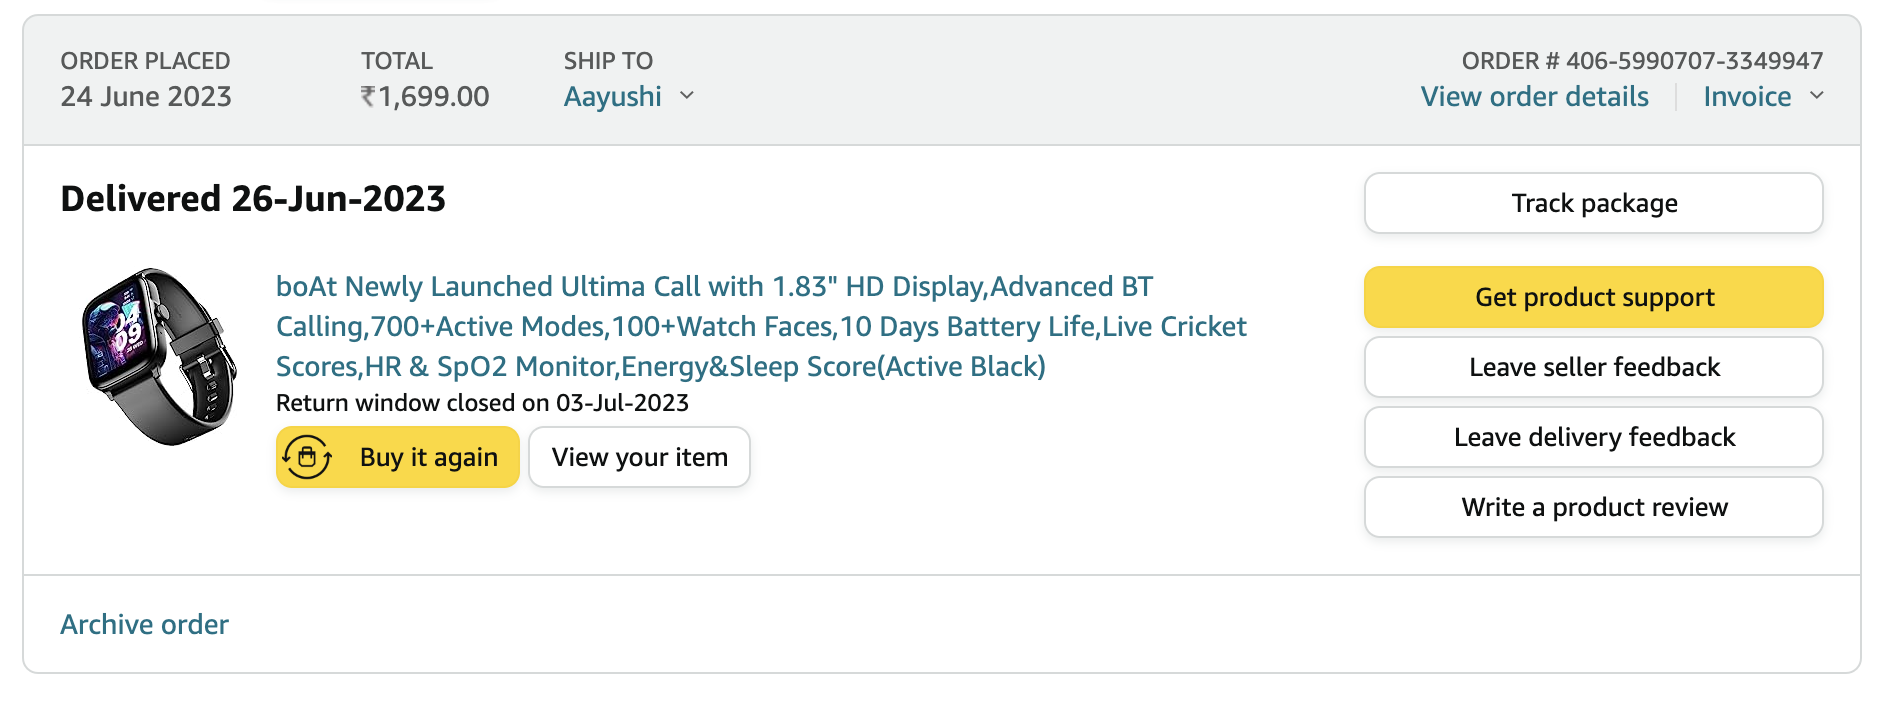 ORDER PLACED
24 June 2023
TOTAL
₹1,699.00
SHIP TO
Aayushi
ORDER # 406-5990707-3349947
View order details
Invoice
Delivered 26-Jun-2023
boAt Newly Launched Ultima Call with 1.83" HD Display,Advanced BT
Calling,700+Active Modes,100+Watch Faces,10 Days Battery Life,Live Cricket
Scores,HR & SpO2 Monitor,Energy&Sleep Score(Active Black)
Return window closed on 03-Jul-2023
Buy it again
View your item
Track package
Get product support
Leave seller feedback
Leave delivery feedback
Write a product review
Archive order